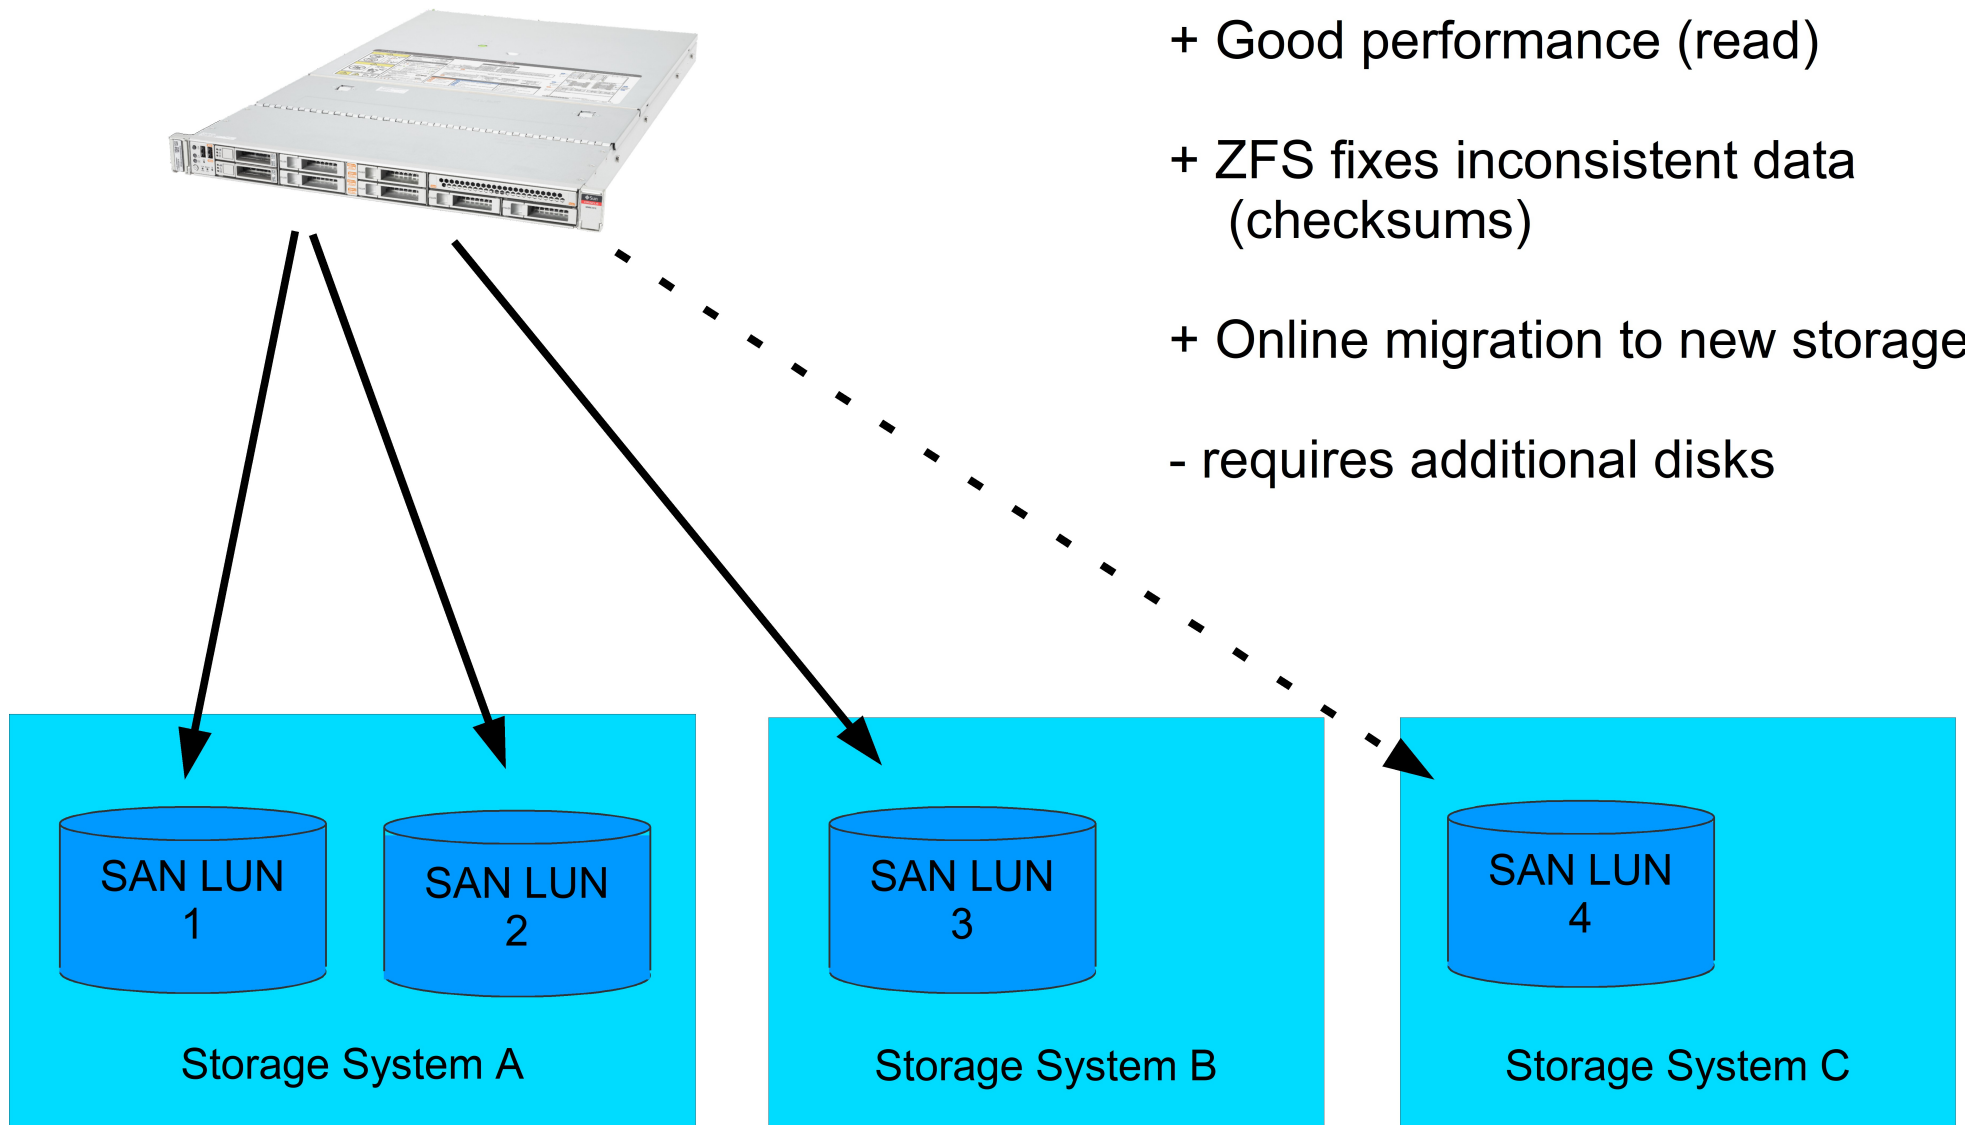 + Good performance (read)
+ ZFS fixes inconsistent data
(checksums)
+ Online migration to new storage
- requires additional disks
SAN LUN
1
SAN LUN
2
SAN LUN
3
SAN LUN
4
Storage System A
Storage System B
Storage System C